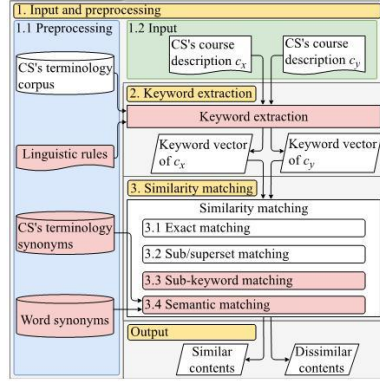 1. Input and preprocessing
1.1 Preprocessing
1.2 Input
CS's terminology
corpus
CS's course
description cₓ
CS's course
description cᵧ
2. Keyword extraction
Keyword extraction
Linguistic rules
Keyword vector
of cₓ
Keyword vector
of cᵧ
3. Similarity matching
Similarity matching
CS's terminology
synonyms
3.1 Exact matching
3.2 Sub/superset matching
3.3 Sub-keyword matching
3.4 Semantic matching
Word synonyms
Output
Similar
contents
Dissimilar
contents